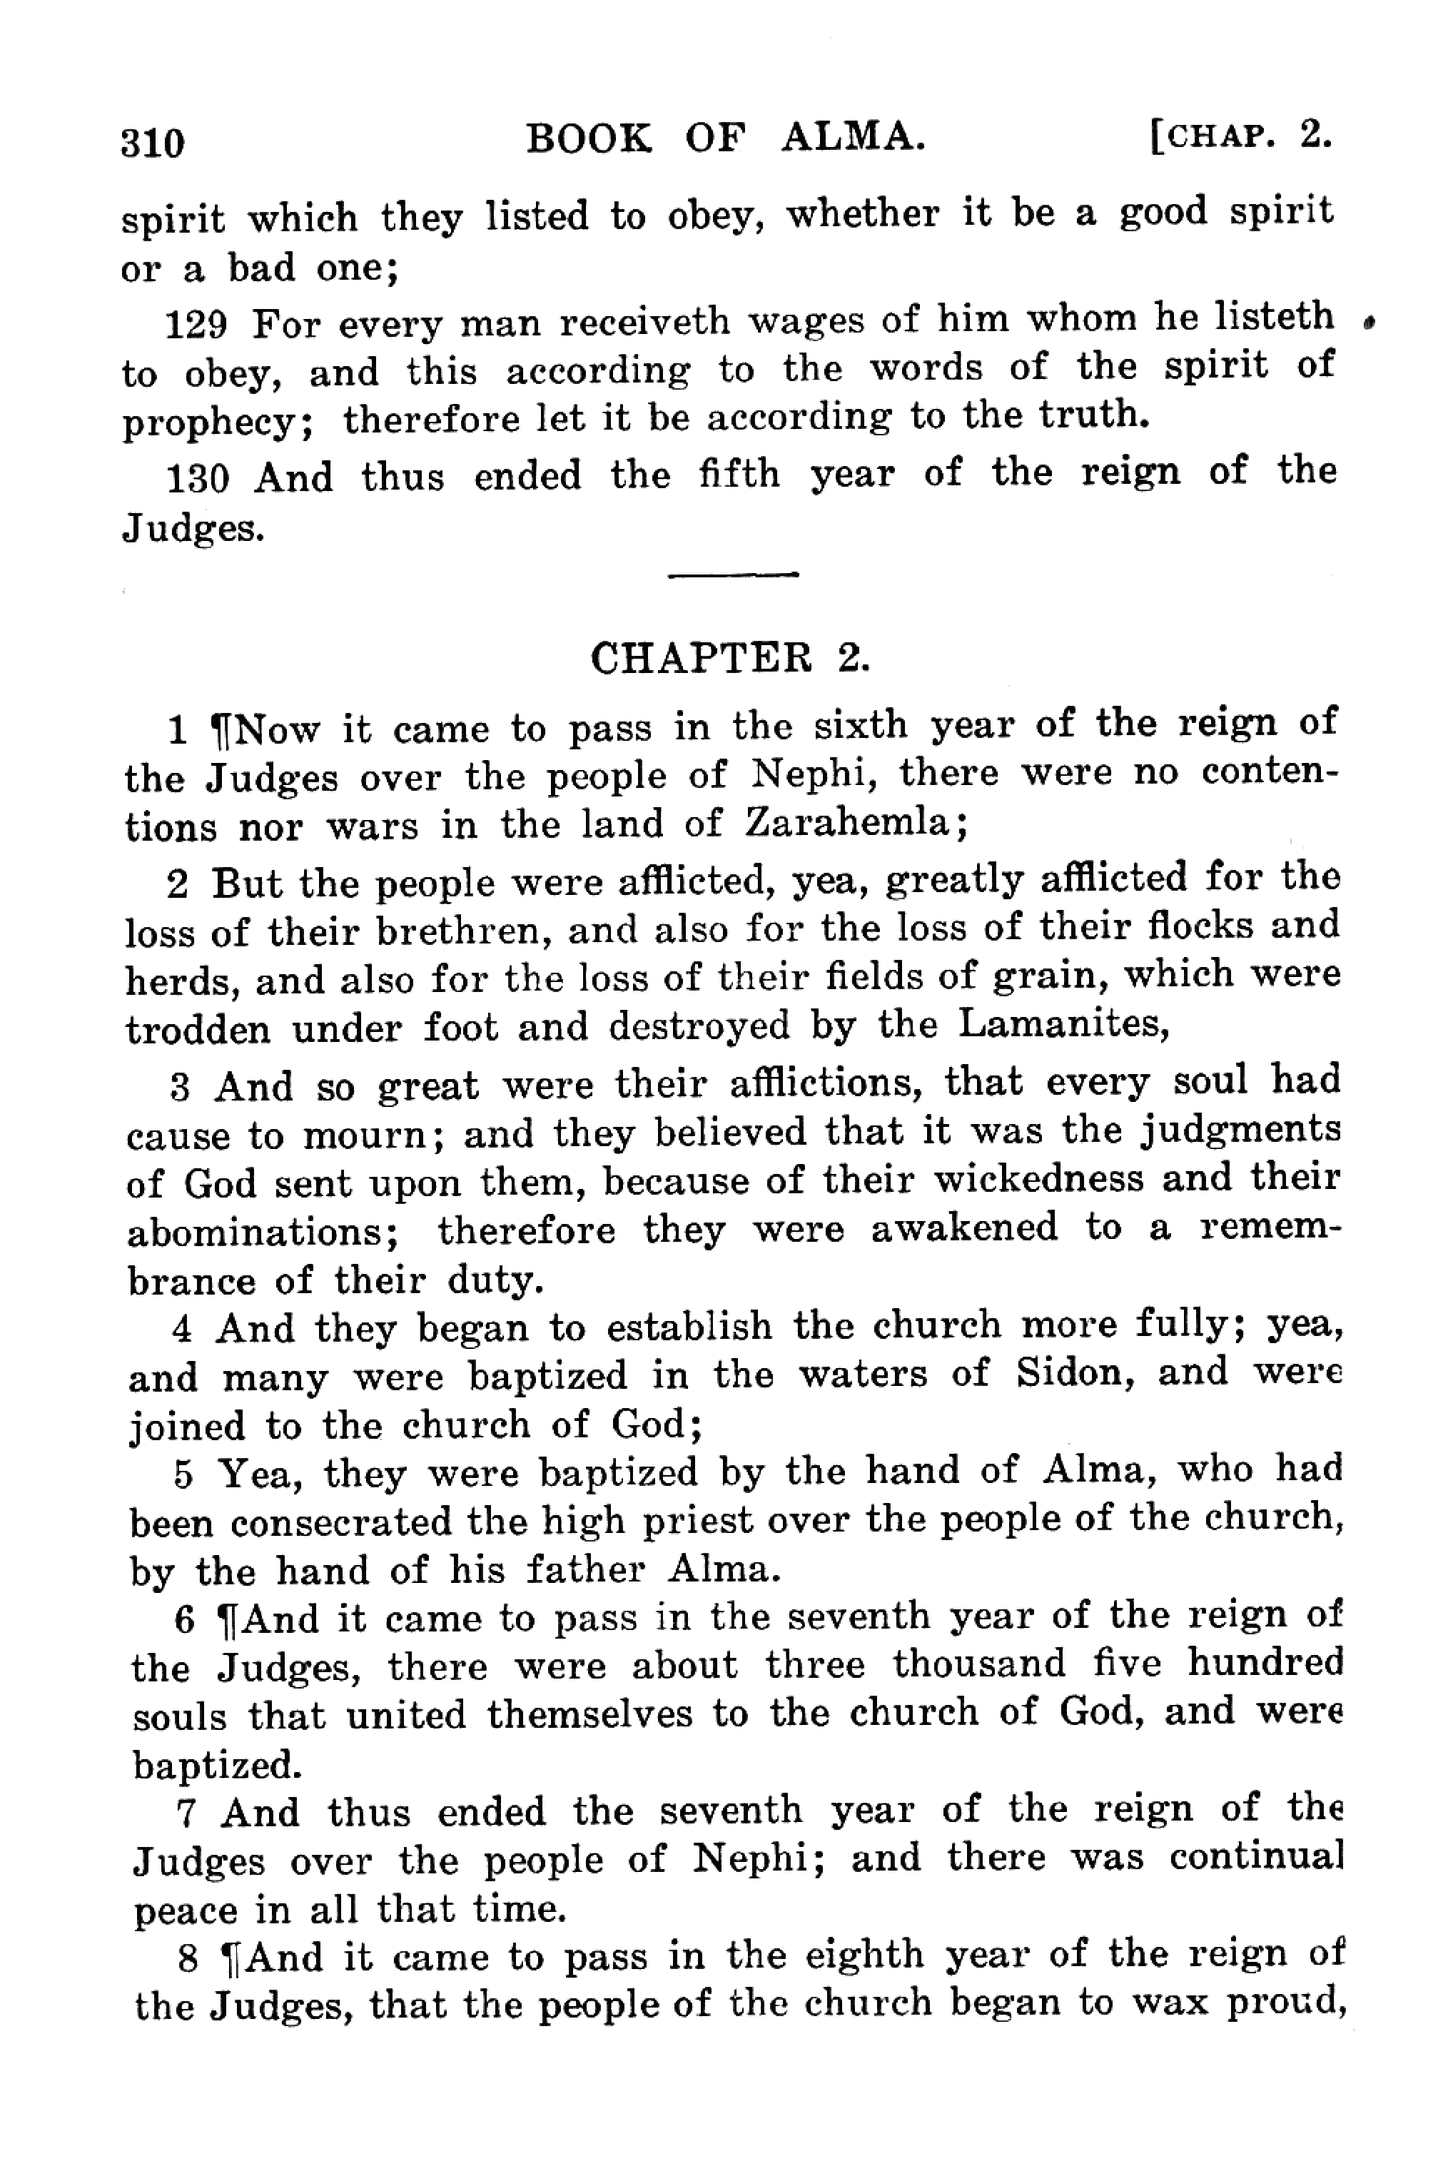 310 BOOK OF ALMA. [CHAP. 2.
spirit which they listed to obey, whether it be a good spirit
or a bad one;
129 For every man receiveth wages of him whom he listeth
to obey, and this according to the words of the spirit of
prophecy; therefore let it be according to the truth.
130 And thus ended the fifth year of the reign of the
Judges.
CHAPTER 2.
1 ¶Now it came to pass in the sixth year of the reign of
the Judges over the people of Nephi, there were no conten-
tions nor wars in the land of Zarahemla;
2 But the people were afflicted, yea, greatly afflicted for the
loss of their brethren, and also for the loss of their flocks and
herds, and also for the loss of their fields of grain, which were
trodden under foot and destroyed by the Lamanites,
3 And so great were their afflictions, that every soul had
cause to mourn; and they believed that it was the judgments
of God sent upon them, because of their wickedness and their
abominations; therefore they were awakened to a remem-
brance of their duty.
4 And they began to establish the church more fully; yea,
and many were baptized in the waters of Sidon, and were
joined to the church of God;
5 Yea, they were baptized by the hand of Alma, who had
been consecrated the high priest over the people of the church,
by the hand of his father Alma.
6 ¶And it came to pass in the seventh year of the reign of
the Judges, there were about three thousand five hundred
souls that united themselves to the church of God, and were
baptized.
7 And thus ended the seventh year of the reign of the
Judges over the people of Nephi; and there was continual
peace in all that time.
8 ¶And it came to pass in the eighth year of the reign of
the Judges, that the people of the church began to wax proud,